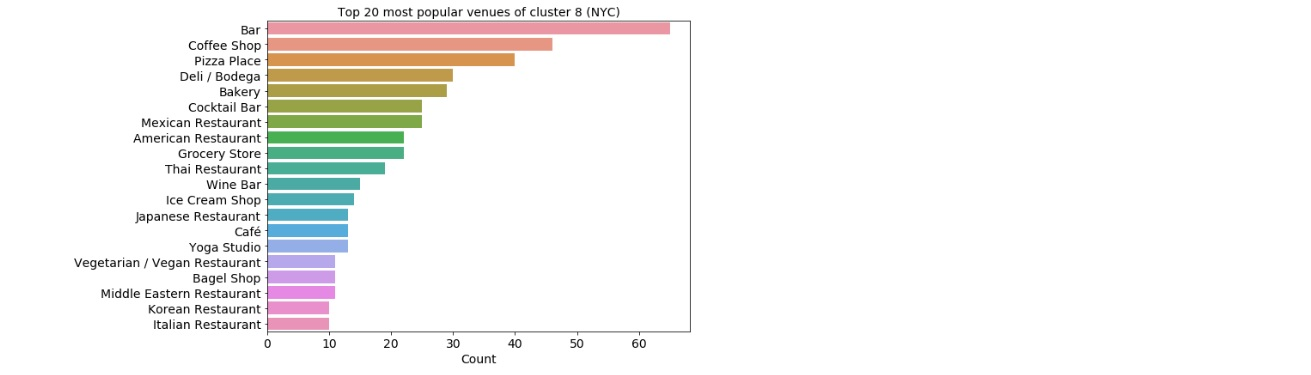 Top 20 most popular venues of cluster 8 (NYC)
Bar
Coffee Shop
Pizza Place
Deli / Bodega
Bakery
Cocktail Bar
Mexican Restaurant
American Restaurant
Grocery Store
Thai Restaurant
Wine Bar
Ice Cream Shop
Japanese Restaurant
Café
Yoga Studio
Vegetarian / Vegan Restaurant
Bagel Shop
Middle Eastern Restaurant
Korean Restaurant
Italian Restaurant
0 10 20 30 40 50 60
Count